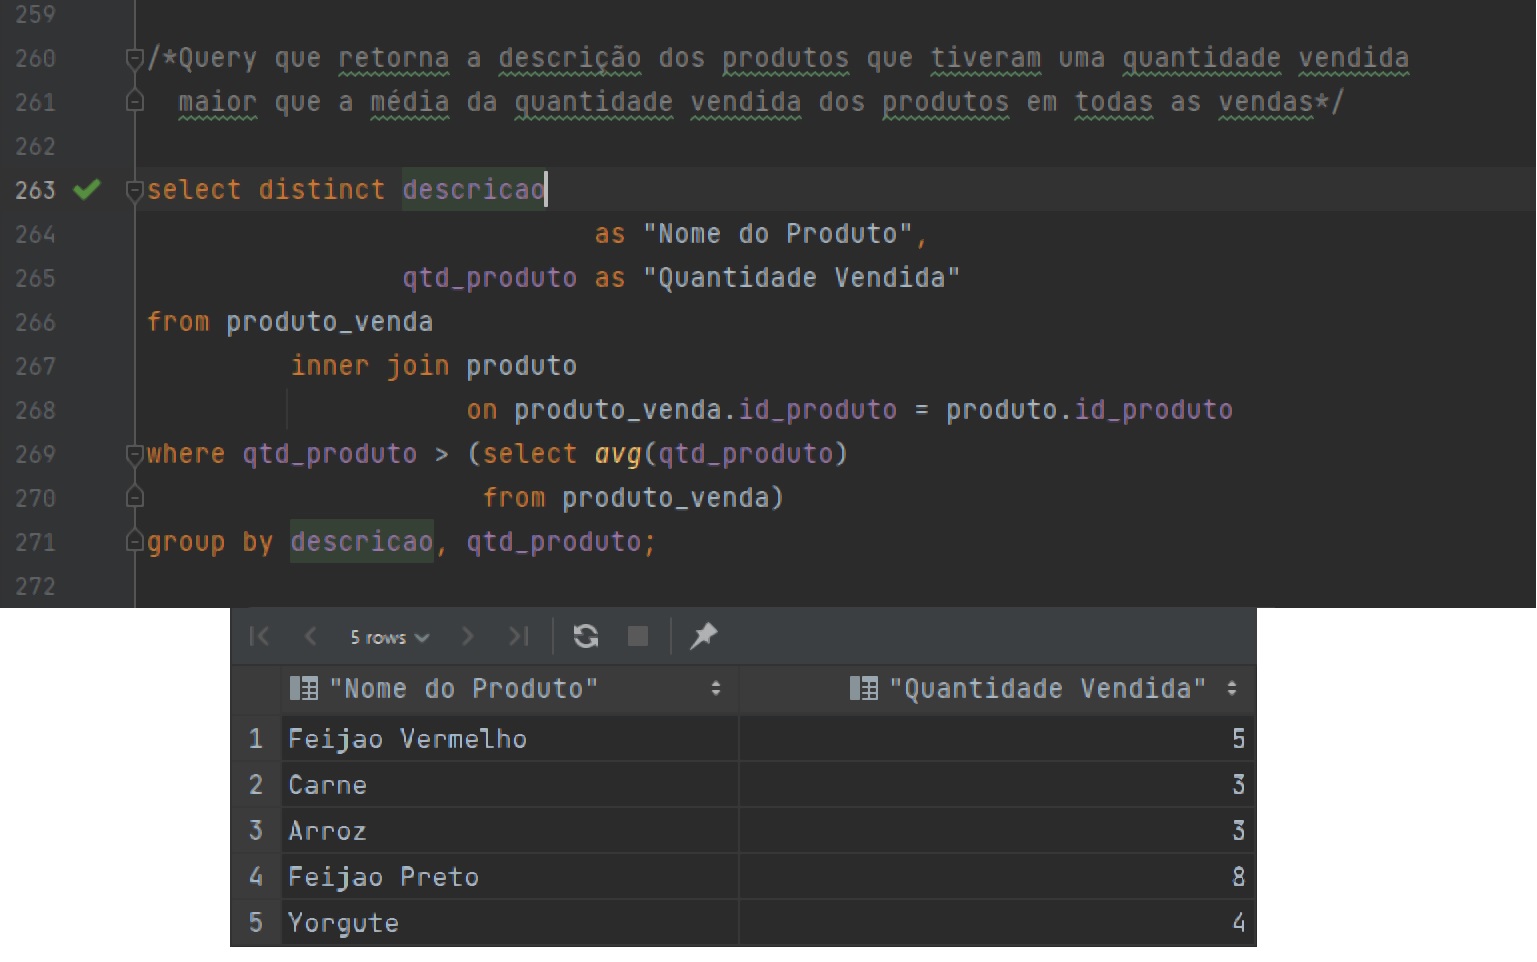 259
260 /*Query que retorna a descrição dos produtos que tiveram uma quantidade vendida
261 maior que a média da quantidade vendida dos produtos em todas as vendas*/
262
263 select distinct descricao
264 as "Nome do Produto",
265 qtd_produto as "Quantidade Vendida"
266 from produto_venda
267 inner join produto
268 on produto_venda.id_produto = produto.id_produto
269 where qtd_produto > (select avg(qtd_produto)
270 from produto_venda)
271 group by descricao, qtd_produto;
272
5 rows
"Nome do Produto" "Quantidade Vendida"
1 Feijao Vermelho 5
2 Carne 3
3 Arroz 3
4 Feijao Preto 8
5 Yorgute 4